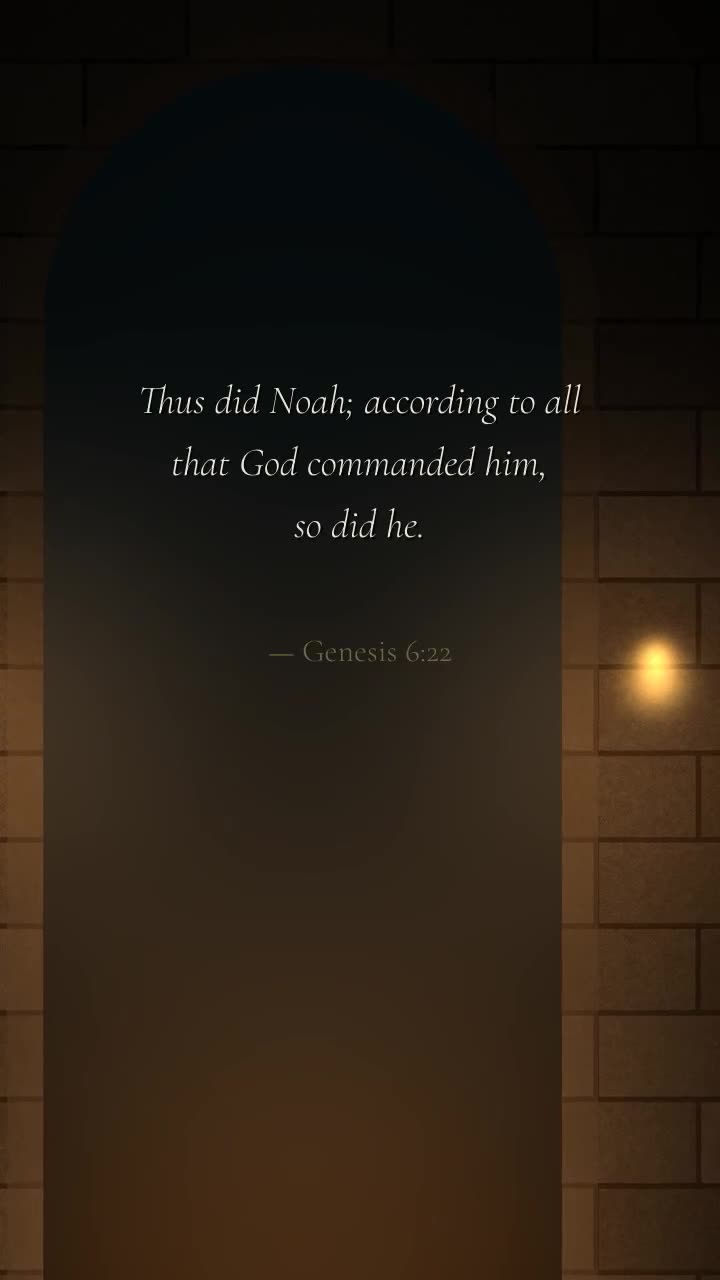 Thus did Noah; according to all
that God commanded him,
so did he.
— Genesis 6:22